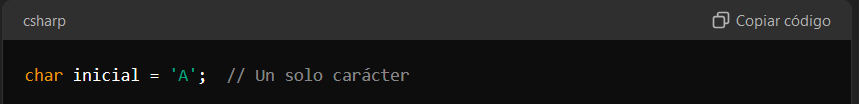 csharp
Copiar código
char inicial = 'A';  // Un solo carácter